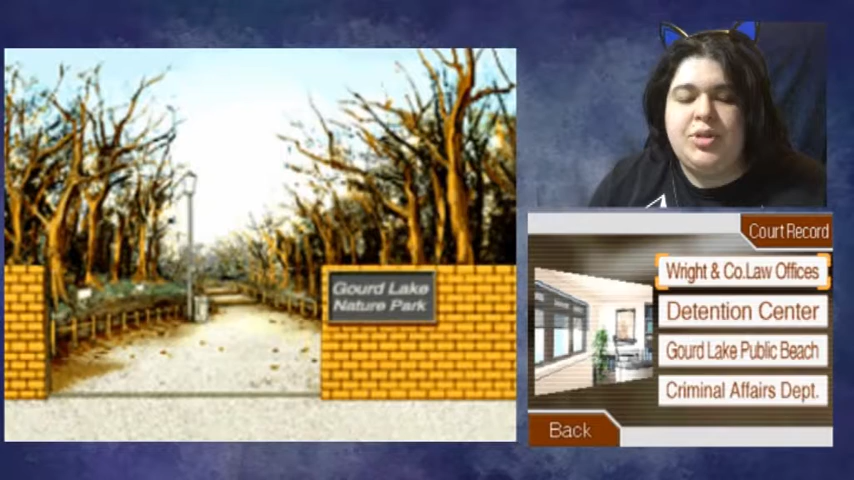 Gourd Lake
Nature Park
Court Record
Wright & Co.Law Offices
Detention Center
Gourd Lake Public Beach
Criminal Affairs Dept.
Back